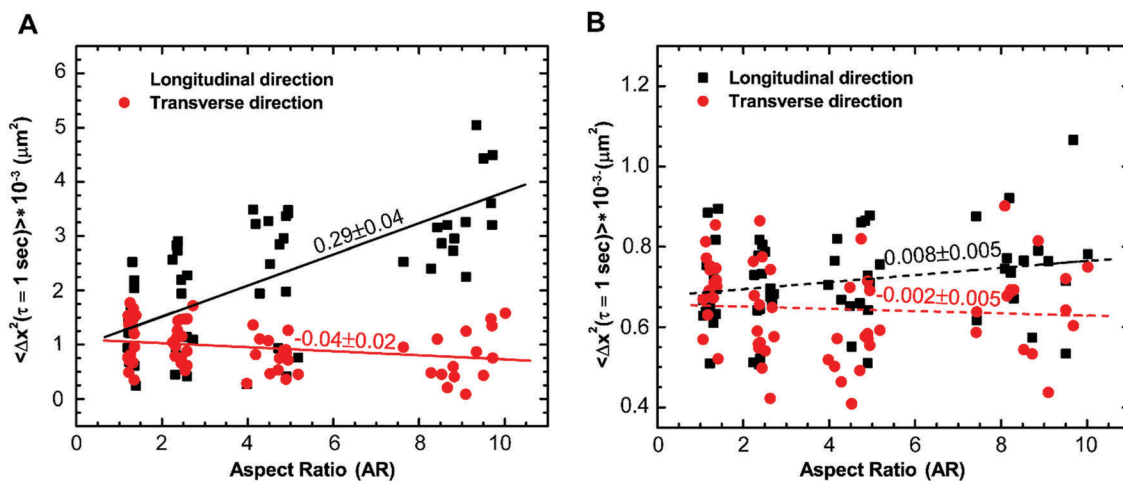 A
<Δx²(τ = 1 sec)>*10⁻³ (μm²)
6
5
4
3
2
1
0
Longitudinal direction
Transverse direction
0.29±0.04
-0.04±0.02
0 2 4 6 8 10
Aspect Ratio (AR)
B
<Δx²(τ = 1 sec)>*10⁻³⁻(μm²)
1.2
1.0
0.8
0.6
0.4
Longitudinal direction
Transverse direction
0.008±0.005
-0.002±0.005
0 2 4 6 8 10
Aspect Ratio (AR)